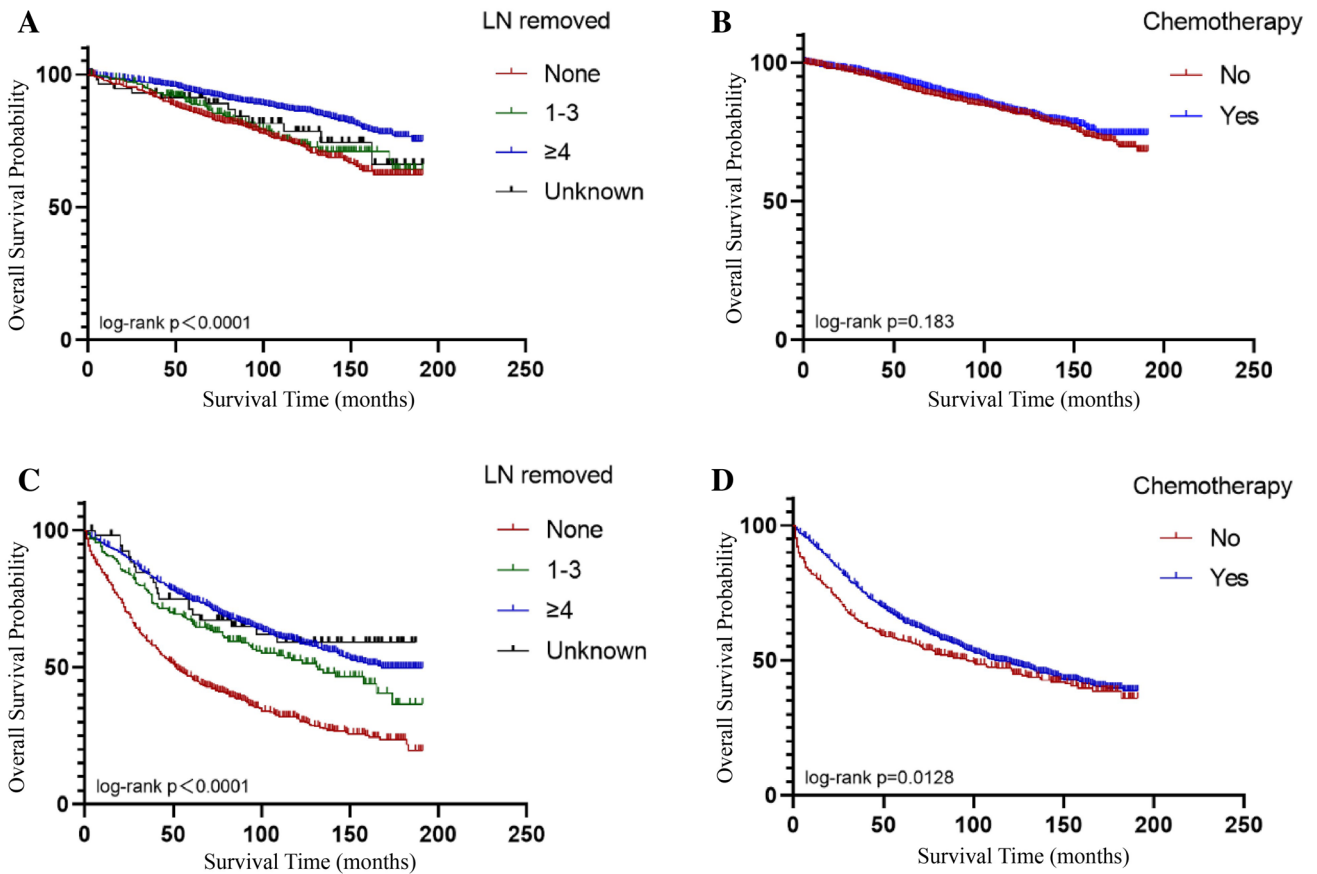 A
LN removed
None
1-3
≥4
Unknown
Overall Survival Probability
100
50
0
log-rank p<0.0001
0 50 100 150 200 250
Survival Time (months)
B
Chemotherapy
No
Yes
Overall Survival Probability
100
50
0
log-rank p=0.183
0 50 100 150 200 250
Survival Time (months)
C
LN removed
None
1-3
≥4
Unknown
Overall Survival Probability
100
50
0
log-rank p<0.0001
0 50 100 150 200 250
Survival Time (months)
D
Chemotherapy
No
Yes
Overall Survival Probability
100
50
0
log-rank p=0.0128
0 50 100 150 200 250
Survival Time (months)